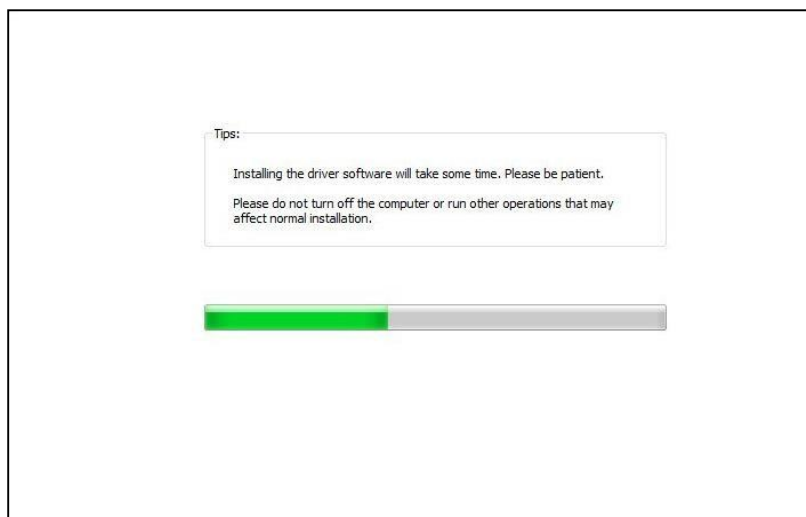 Tips:
Installing the driver software will take some time. Please be patient.
Please do not turn off the computer or run other operations that may
affect normal installation.